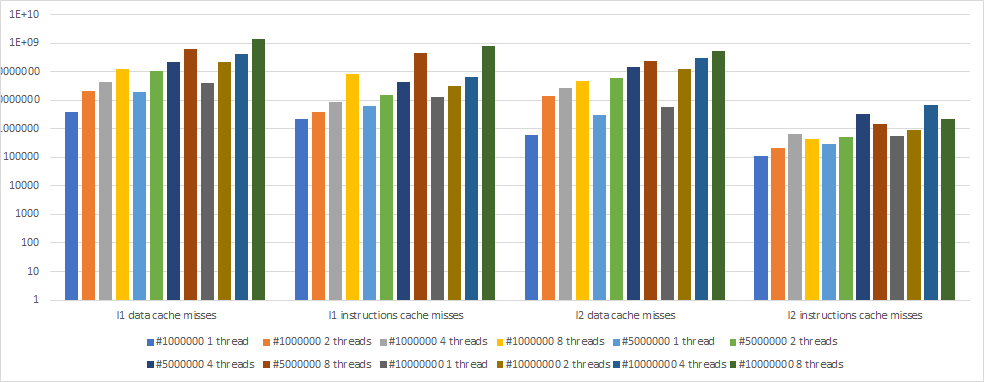 1E+10
1E+09
0000000
0000000
1000000
100000
10000
1000
100
10
1
l1 data cache misses l1 instructions cache misses l2 data cache misses l2 instructions cache misses
#1000000 1 thread #1000000 2 threads #1000000 4 threads #1000000 8 threads #5000000 1 thread #5000000 2 threads
#5000000 4 threads #5000000 8 threads #10000000 1 thread #10000000 2 threads #10000000 4 threads #10000000 8 threads